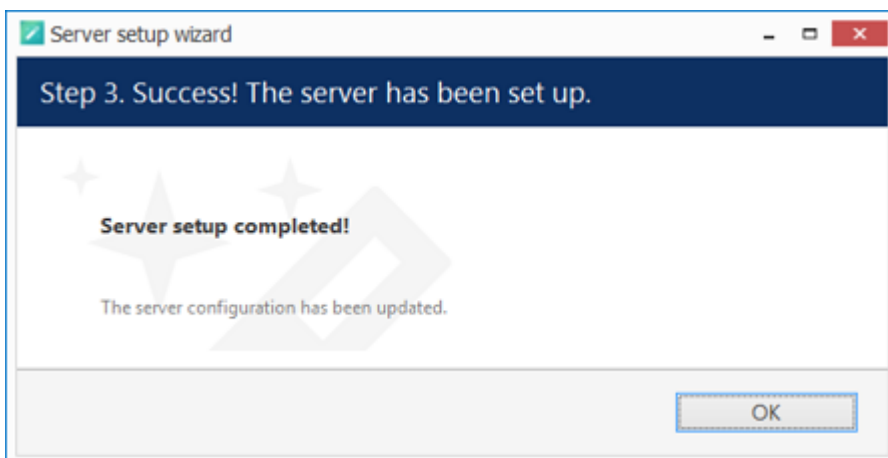 Server setup wizard
Step 3. Success! The server has been set up.
Server setup completed!
The server configuration has been updated.
OK